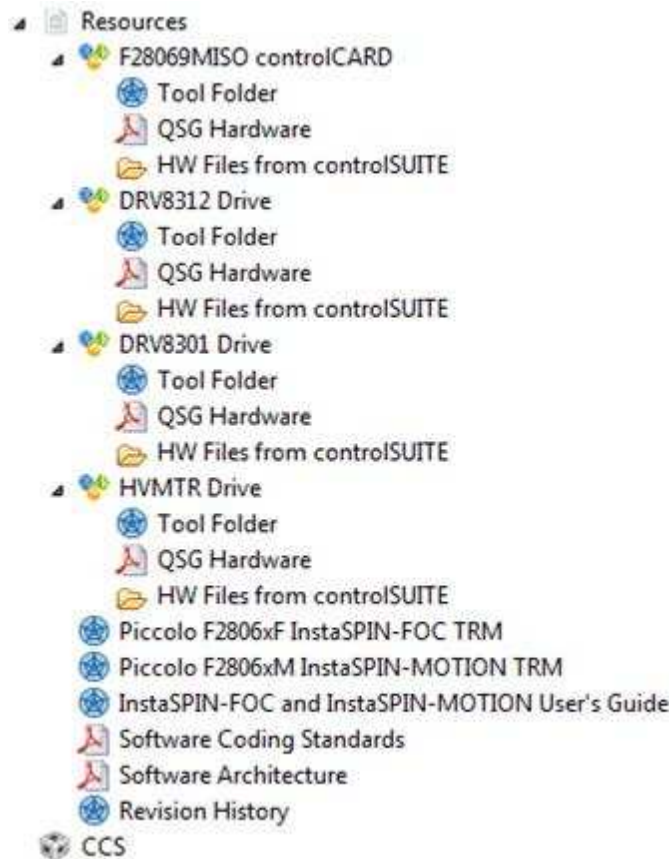 Resources
F28069MISO controlCARD
Tool Folder
QSG Hardware
HW Files from controlSUITE
DRV8312 Drive
Tool Folder
QSG Hardware
HW Files from controlSUITE
DRV8301 Drive
Tool Folder
QSG Hardware
HW Files from controlSUITE
HVMTR Drive
Tool Folder
QSG Hardware
HW Files from controlSUITE
Piccolo F2806xF InstaSPIN-FOC TRM
Piccolo F2806xM InstaSPIN-MOTION TRM
InstaSPIN-FOC and InstaSPIN-MOTION User's Guide
Software Coding Standards
Software Architecture
Revision History
CCS